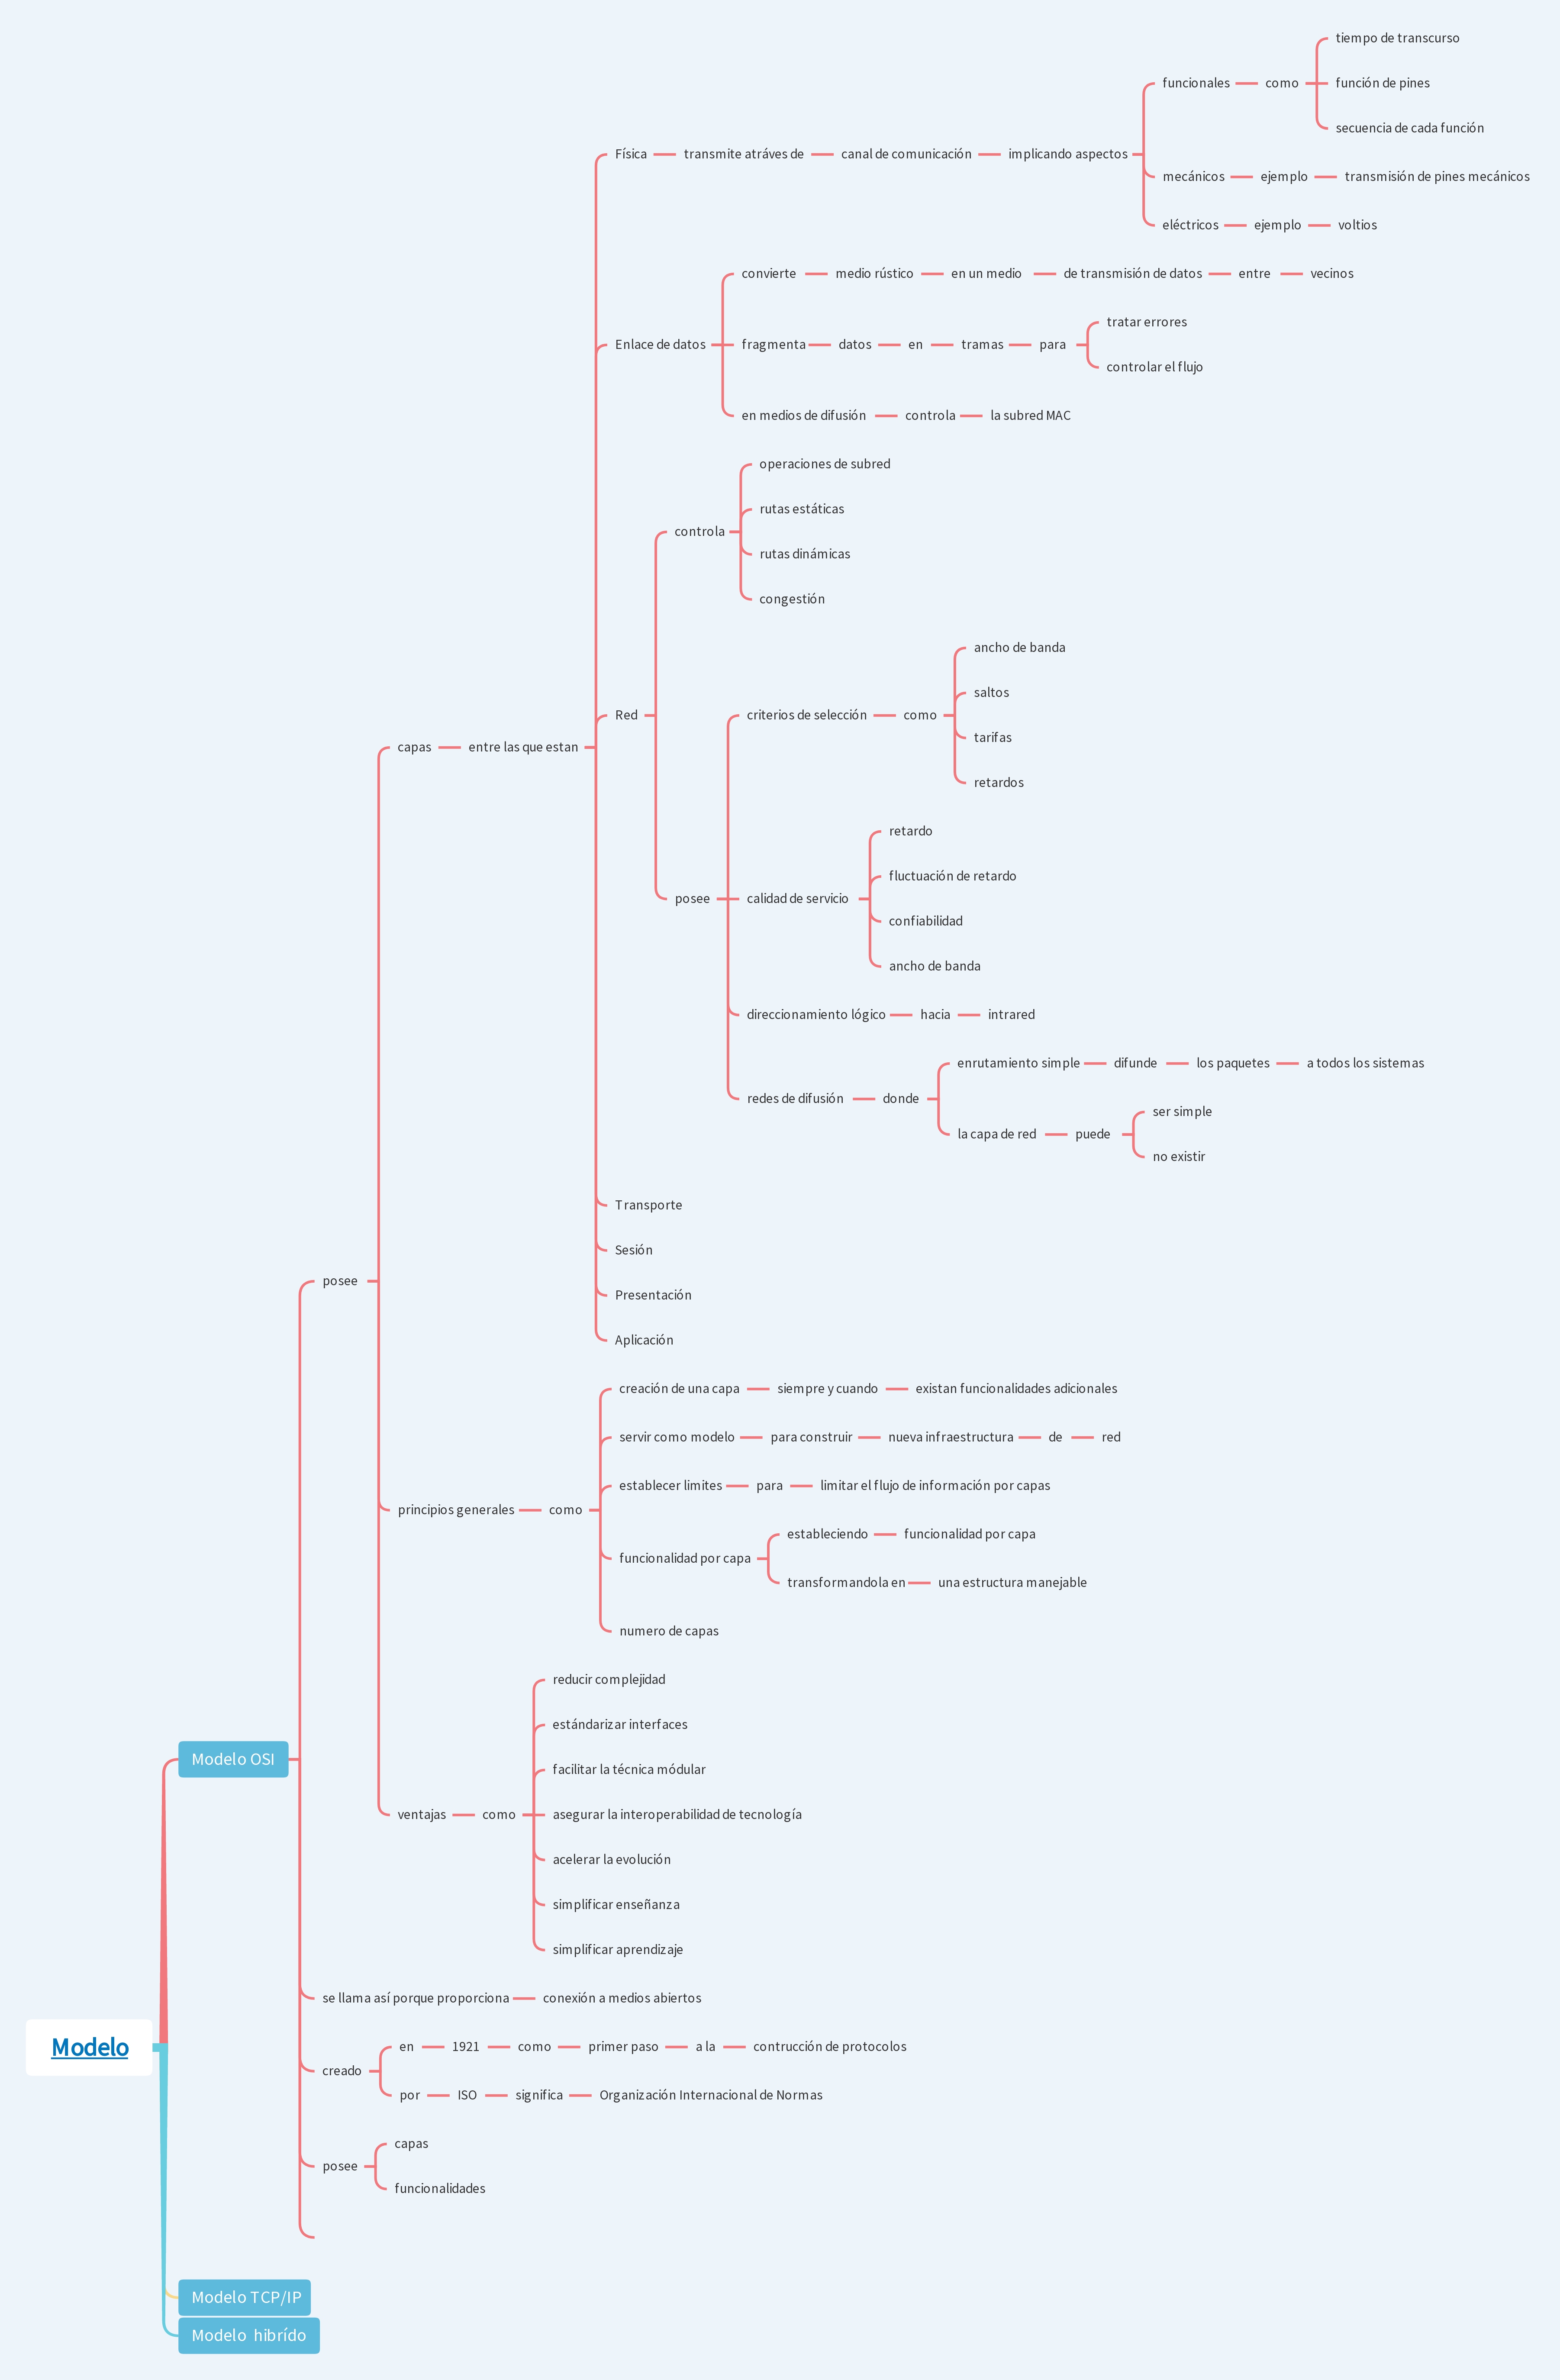 Modelo
Modelo OSI
posee
capas
entre las que estan
Física
transmite atráves de
canal de comunicación
implicando aspectos
funcionales
como
tiempo de transcurso
función de pines
secuencia de cada función
mecánicos
ejemplo
transmisión de pines mecánicos
eléctricos
ejemplo
voltios
Enlace de datos
convierte
medio rústico
en un medio
de transmisión de datos
entre
vecinos
fragmenta
datos
en
tramas
para
tratar errores
controlar el flujo
en medios de difusión
controla
la subred MAC
Red
controla
operaciones de subred
rutas estáticas
rutas dinámicas
congestión
posee
criterios de selección
como
ancho de banda
saltos
tarifas
retardos
calidad de servicio
retardo
fluctuación de retardo
confiabilidad
ancho de banda
direccionamiento lógico
hacia
intrared
redes de difusión
donde
enrutamiento simple
difunde
los paquetes
a todos los sistemas
la capa de red
puede
ser simple
no existir
Transporte
Sesión
Presentación
Aplicación
principios generales
como
creación de una capa
siempre y cuando
existan funcionalidades adicionales
servir como modelo
para construir
nueva infraestructura
de
red
establecer limites
para
limitar el flujo de información por capas
funcionalidad por capa
estableciendo
funcionalidad por capa
transformandola en
una estructura manejable
numero de capas
ventajas
como
reducir complejidad
estándarizar interfaces
facilitar la técnica módular
asegurar la interoperabilidad de tecnología
acelerar la evolución
simplificar enseñanza
simplificar aprendizaje
se llama así porque proporciona
conexión a medios abiertos
creado
en
1921
como
primer paso
a la
contrucción de protocolos
por
ISO
significa
Organización Internacional de Normas
posee
capas
funcionalidades
Modelo TCP/IP
Modelo hibrído